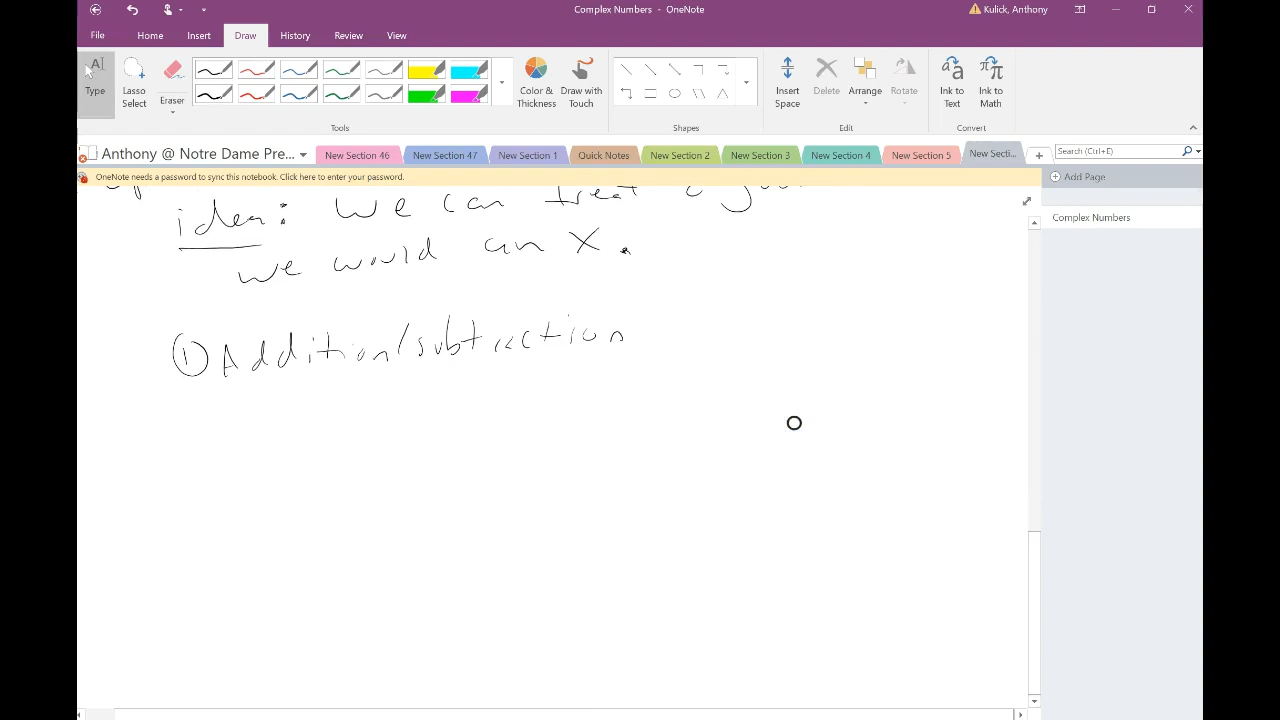 Complex Numbers - OneNote
Kulick, Anthony
File
Home
Insert
Draw
History
Review
View
Type
Lasso Select
Eraser
Color & Thickness
Draw with Touch
Insert Space
Delete
Arrange
Rotate
Ink to Text
Ink to Math
Tools
Shapes
Edit
Convert
Anthony @ Notre Dame Pre...
New Section 46
New Section 47
New Section 1
Quick Notes
New Section 2
New Section 3
New Section 4
New Section 5
New Secti...
Search (Ctrl+E)
OneNote needs a password to sync this notebook. Click here to enter your password.
Add Page
Complex Numbers
idea: We can treat
we would an X.
① Addition/subtraction